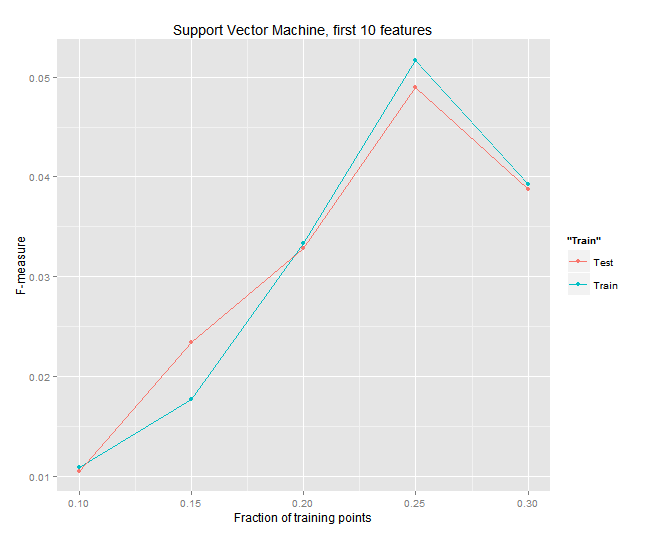 Support Vector Machine, first 10 features
F-measure
0.05
0.04
0.03
0.02
0.01
0.10 0.15 0.20 0.25 0.30
Fraction of training points
"Train"
Test
Train